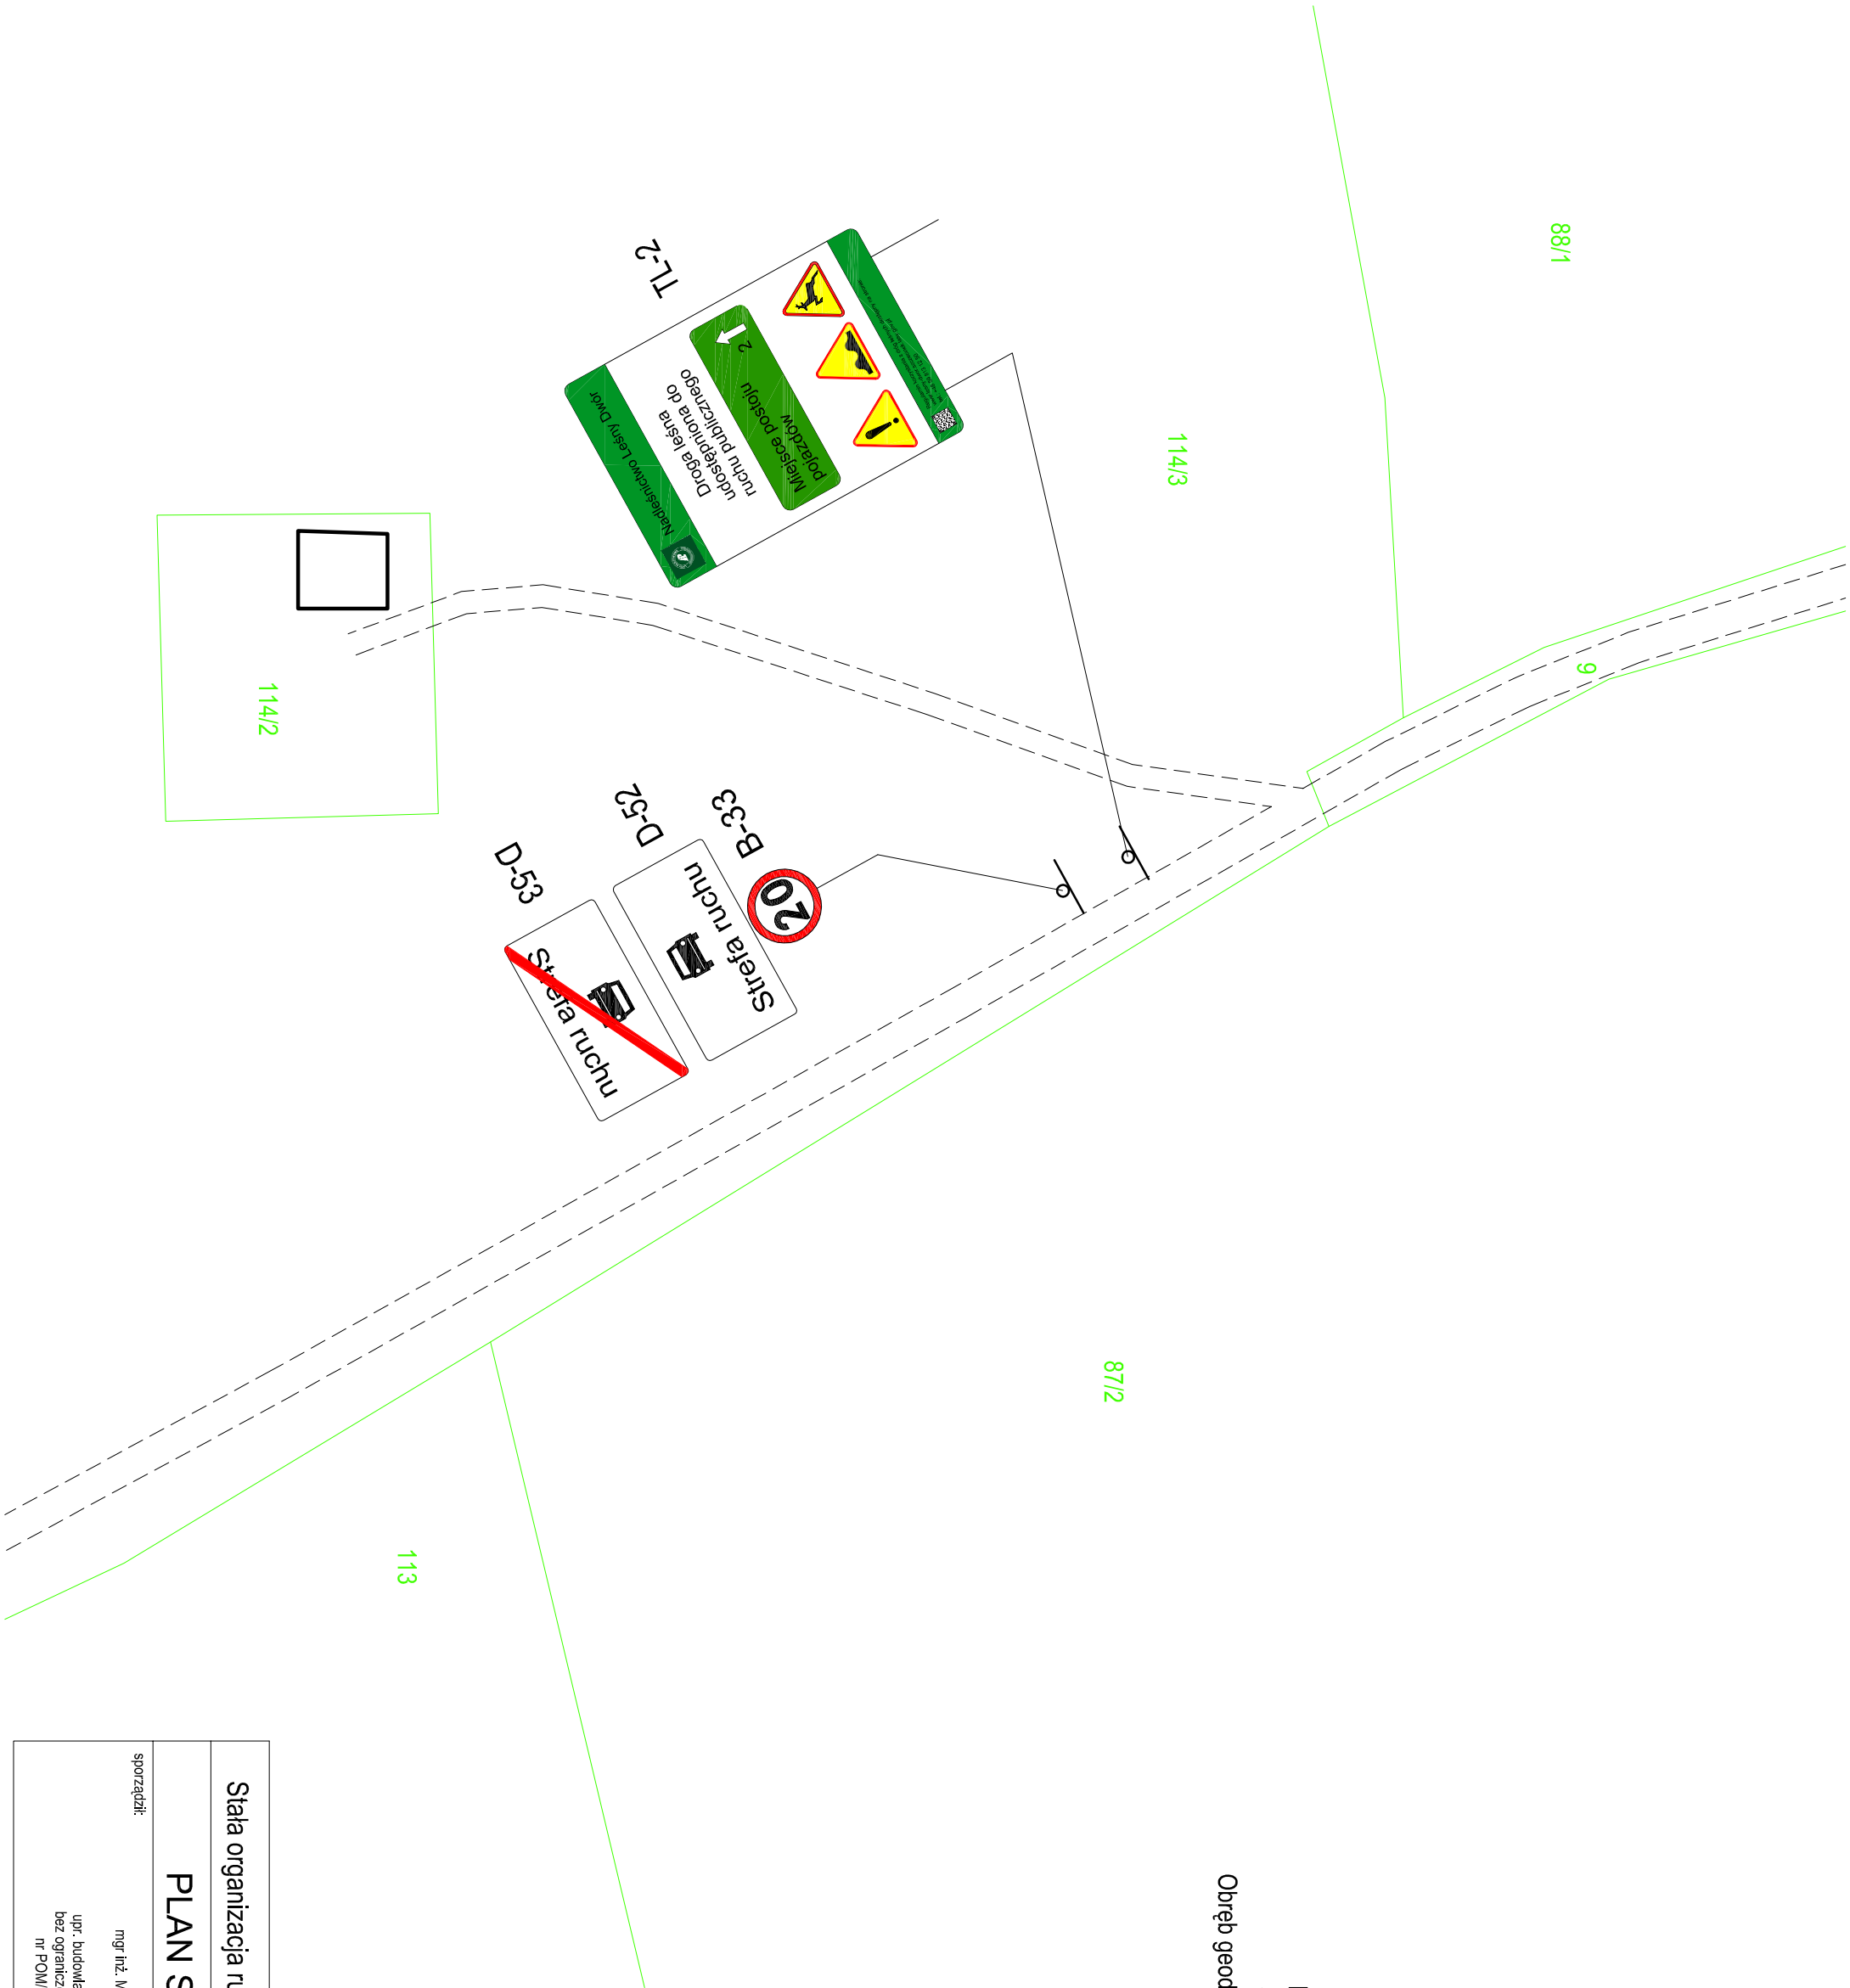 88/1
9
114/3
114/2
87/2
113
TL-2
Nadleśnictwo Leśny Dwór
Droga leśna
udostępniona do
ruchu publicznego
Miejsce postoju
pojazdów
2
B-33
20
D-52
Strefa ruchu
D-53
Strefa ruchu
Obręb geod
Stała organizacja ru
PLAN S
sporządził:
mgr inż. M
upr. budowla
bez ogranicz
nr POM/